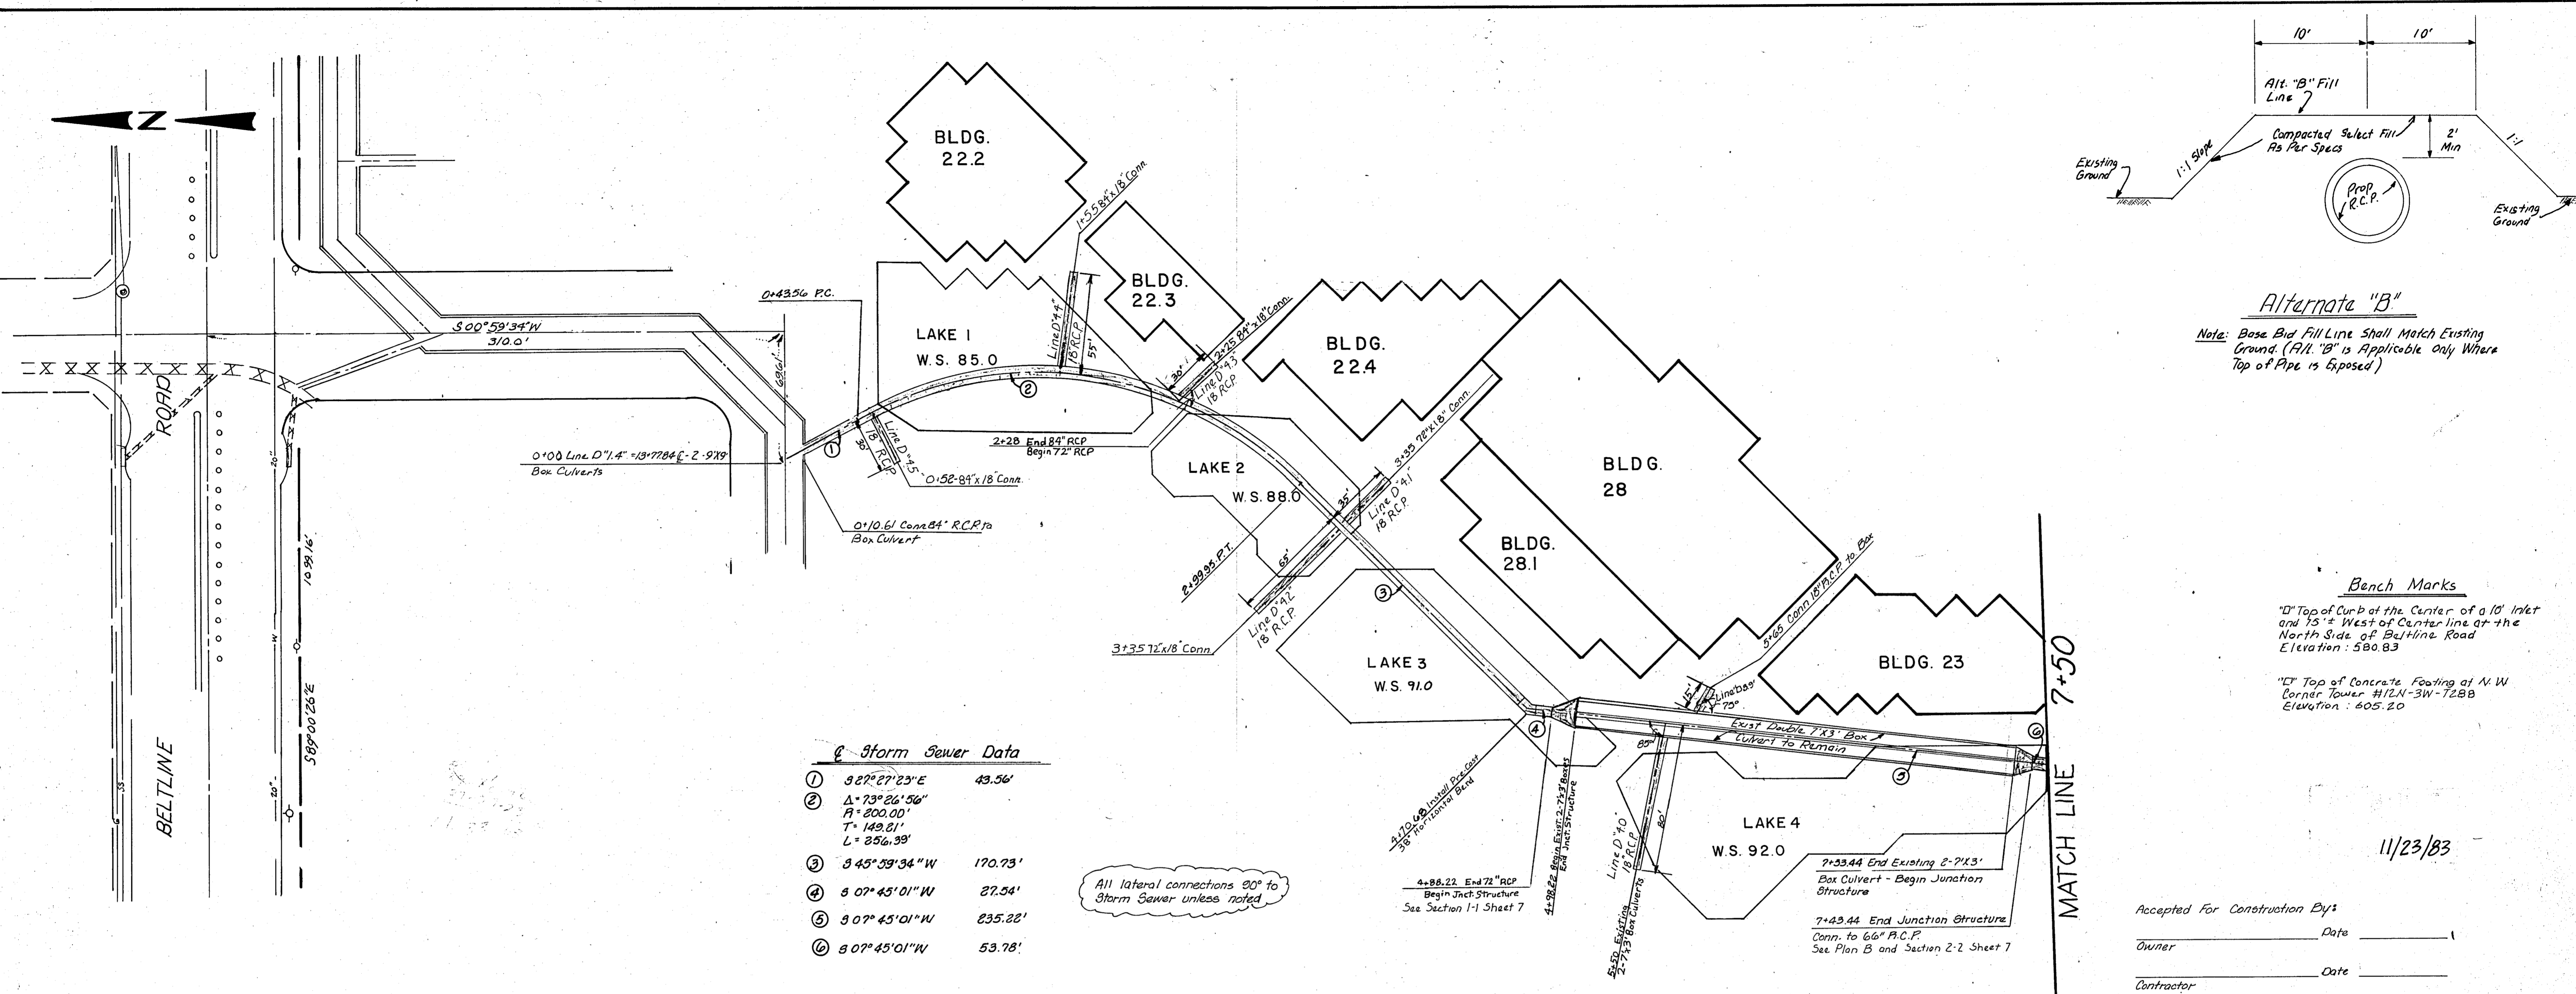 N
ROAD
BELTLINE
S 00°59'34"W
310.0'
69.61'
0+43.56 P.C.
20"
W
20"
1099.16'
S89°00'26"E
SS
0+00 Line D"1.4" =13+77.84 ℄-2-9'X9'
Box Culverts
BLDG.
22.2
LAKE 1
W.S. 85.0
Line D"4.4"
18" R.C.P.
55'
1+55 84"x 18" Conn.
BLDG.
22.3
2+25 84"x18" Conn.
30'
Line D"4.3"
18" RCP
①
②
Line D"4.5"
18" R.C.P.
30'
0+52-84"x 18" Conn.
0+10.61 Conn 84" R.C.P. to
Box Culvert
2+28 End 84" RCP
Begin 72" RCP
BLDG.
22.4
LAKE 2
W.S. 88.0
3+35 72"X18" Conn.
35'
Line D"4.1"
18" R.C.P.
2+99.95 P.T.
65'
Line D"4.2"
18" R.C.P.
3+35 72"x18" Conn.
③
BLDG.
28
BLDG.
28.1
LAKE 3
W.S. 91.0
5+65 Conn 18" R.C.P. to Box
15'
Line D"3.9"
75°
BLDG. 23
Exist Double 7'X3' Box
Culvert to Remain
④
⑤
⑥
85°
80'
Line D"4.0"
18" R.C.P.
LAKE 4
W.S. 92.0
4+70.68 Install Pre-Cast
38° Horizontal Bend
4+88.22 End 72" RCP
Begin Jnct. Structure
See Section 1-1 Sheet 7
4+98.22 Begin Exist. 2-7'x3' Boxes
End Jnct. Structure
5+50 Existing
2-7'x3' Box Culverts
7+33.44 End Existing 2-7'X3'
Box Culvert - Begin Junction
Structure
7+43.44 End Junction Structure
Conn. to 66" R.C.P.
See Plan B and Section 2-2 Sheet 7
MATCH LINE 7+50
℄ Storm Sewer Data
① S 27°27'23"E 43.56'
② Δ=73°26'56"
R=200.00'
T=149.21'
L=256.39'
③ S 45°59'34"W 170.73'
④ S 07°45'01"W 27.54'
⑤ S 07°45'01"W 235.22'
⑥ S 07°45'01"W 53.78'
All lateral connections 90° to
Storm Sewer unless noted
10' 10'
Alt. "B" Fill
Line
Compacted Select Fill
As Per Specs
2'
Min
1:1 Slope
1:1
Existing
Ground
Prop.
R.C.P.
Existing
Ground
Alternate "B"
Note: Base Bid Fill Line Shall Match Existing
Ground. (Alt. "B" is Applicable Only Where
Top of Pipe is Exposed)
Bench Marks
"□" Top of Curb at the Center of a 10' Inlet
and 75'± West of Centerline at the
North Side of Beltline Road
Elevation : 580.83
"□" Top of Concrete Footing at N.W
Corner Tower #12N-3W-7288
Elevation : 605.20
11/23/83
Accepted For Construction By:
Date
Owner
Date
Contractor